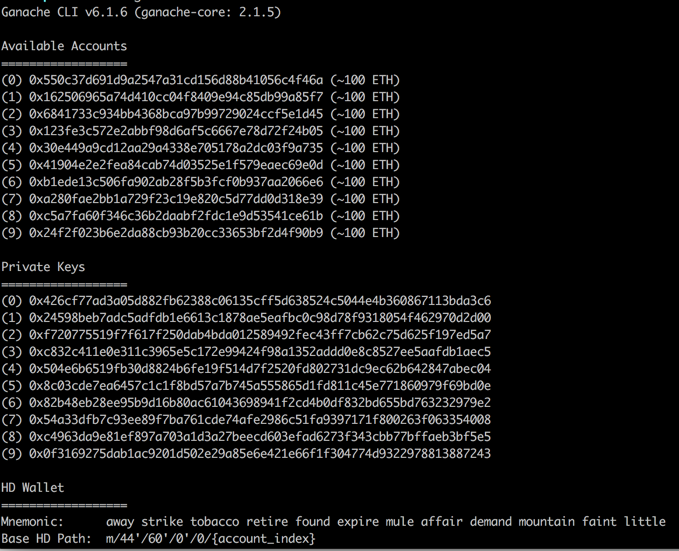 Ganache CLI v6.1.6 (ganache-core: 2.1.5)
Available Accounts
==================
(0) 0x550c37d691d9a2547a31cd156d88b41056c4f46a (~100 ETH)
(1) 0x162506965a74d410cc04f8409e94c85db99a85f7 (~100 ETH)
(2) 0x6841733c934bb4368bca97b99729024ccf5e1d45 (~100 ETH)
(3) 0x123fe3c572e2abbf98d6af5c6667e78d72f24b05 (~100 ETH)
(4) 0x30e449a9cd12aa29a4338e705178a2dc03f9a735 (~100 ETH)
(5) 0x41904e2e2fea84cab74d03525e1f579eaec69e0d (~100 ETH)
(6) 0xb1ede13c506fa902ab28f5b3fcf0b937aa2066e6 (~100 ETH)
(7) 0xa280fae2bb1a729f23c19e820c5d77dd0d318e39 (~100 ETH)
(8) 0xc5a7fa60f346c36b2daabf2fdc1e9d53541ce61b (~100 ETH)
(9) 0x24f2f023b6e2da88cb93b20cc33653bf2d4f90b9 (~100 ETH)
Private Keys
==================
(0) 0x426cf77ad3a05d882fb62388c06135cff5d638524c5044e4b360867113bda3c6
(1) 0x24598beb7adc5adfdb1e6613c1878ae5eafbc0c98d78f9318054f462970d2d00
(2) 0xf720775519f7f617f250dab4bda012589492fec43ff7cb62c75d625f197ed5a7
(3) 0xc832c411e0e311c3965e5c172e99424f98a1352addd0e8c8527ee5aafdb1aec5
(4) 0x504e6b6519fb30d8824b6fe19f514d7f2520fd802731dc9ec62b642847abec04
(5) 0x8c03cde7ea6457c1c1f8bd57a7b745a555865d1fd811c45e771860979f69bd0e
(6) 0x82b48eb28ee95b9d16b80ac61043698941f2cd4b0df832bd655bd763232979e2
(7) 0x54a33dfb7c93ee89f7ba761cde74afe2986c51fa9397171f800263f063354008
(8) 0xc4963da9e81ef897a703a1d3a27beecd603efad6273f343cbb77bffaeb3bf5e5
(9) 0x0f3169275dab1ac9201d502e29a85e6e421e66f1f304774d9322978813887243
HD Wallet
==================
Mnemonic:      away strike tobacco retire found expire mule affair demand mountain faint little
Base HD Path:  m/44'/60'/0'/0/{account_index}